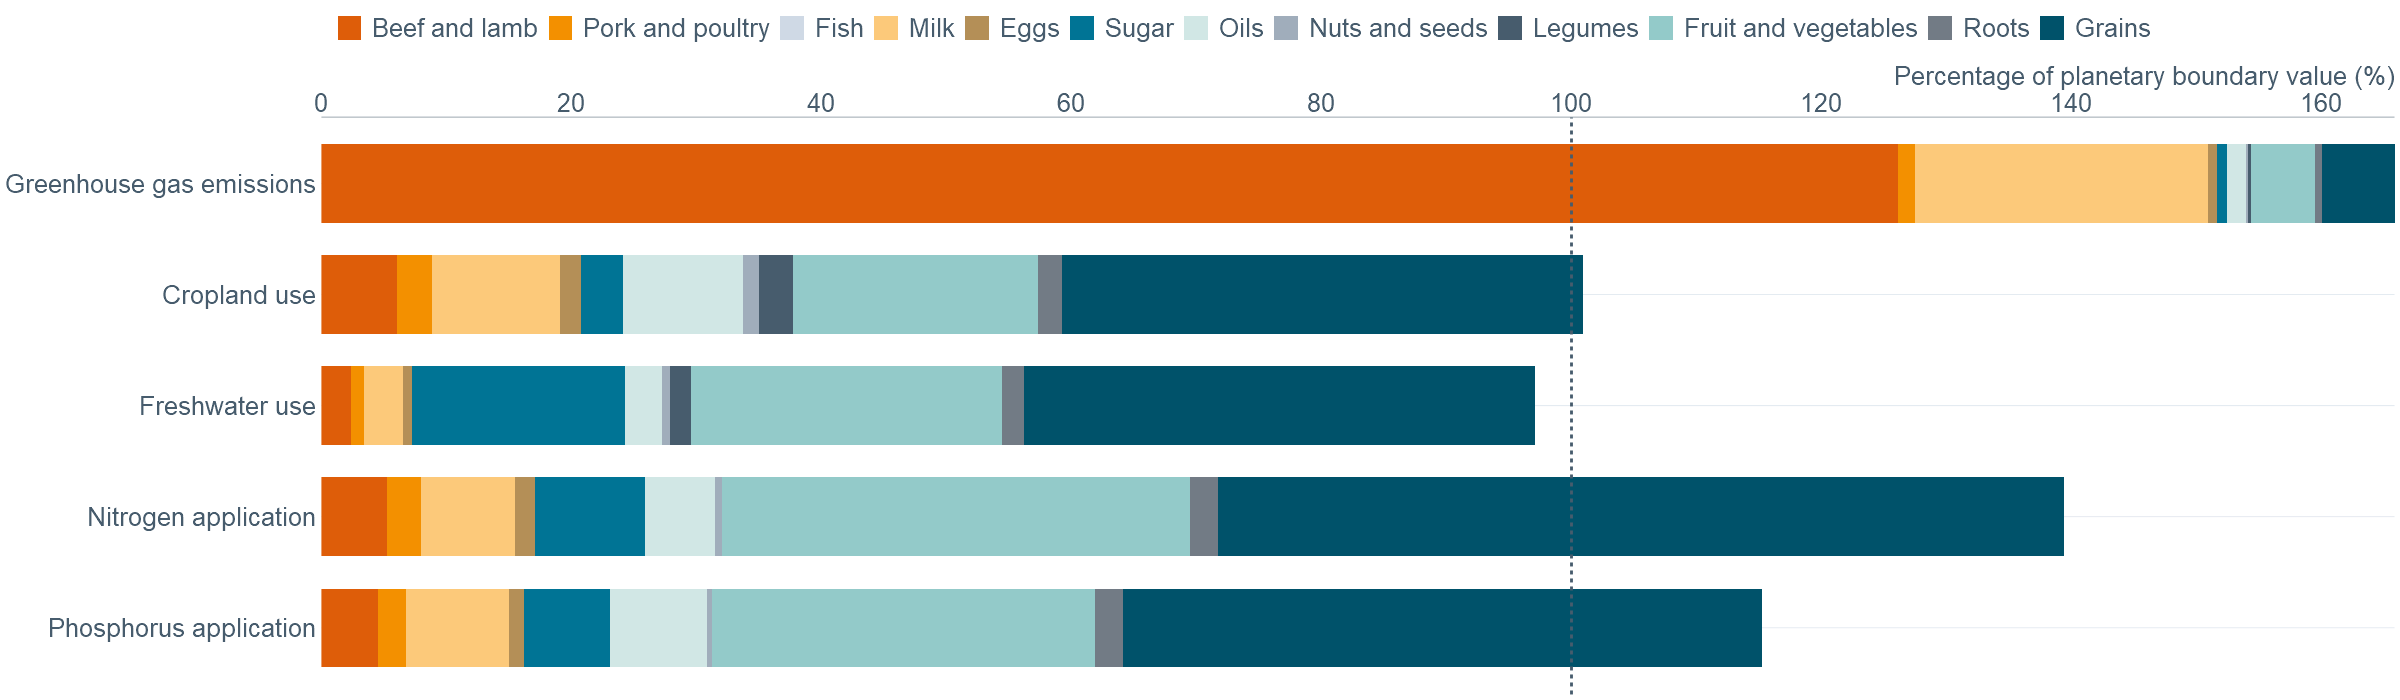 Beef and lamb Pork and poultry Fish Milk Eggs Sugar Oils Nuts and seeds Legumes Fruit and vegetables Roots Grains
Percentage of planetary boundary value (%)
0 20 40 60 80 100 120 140 160
Greenhouse gas emissions
Cropland use
Freshwater use
Nitrogen application
Phosphorus application